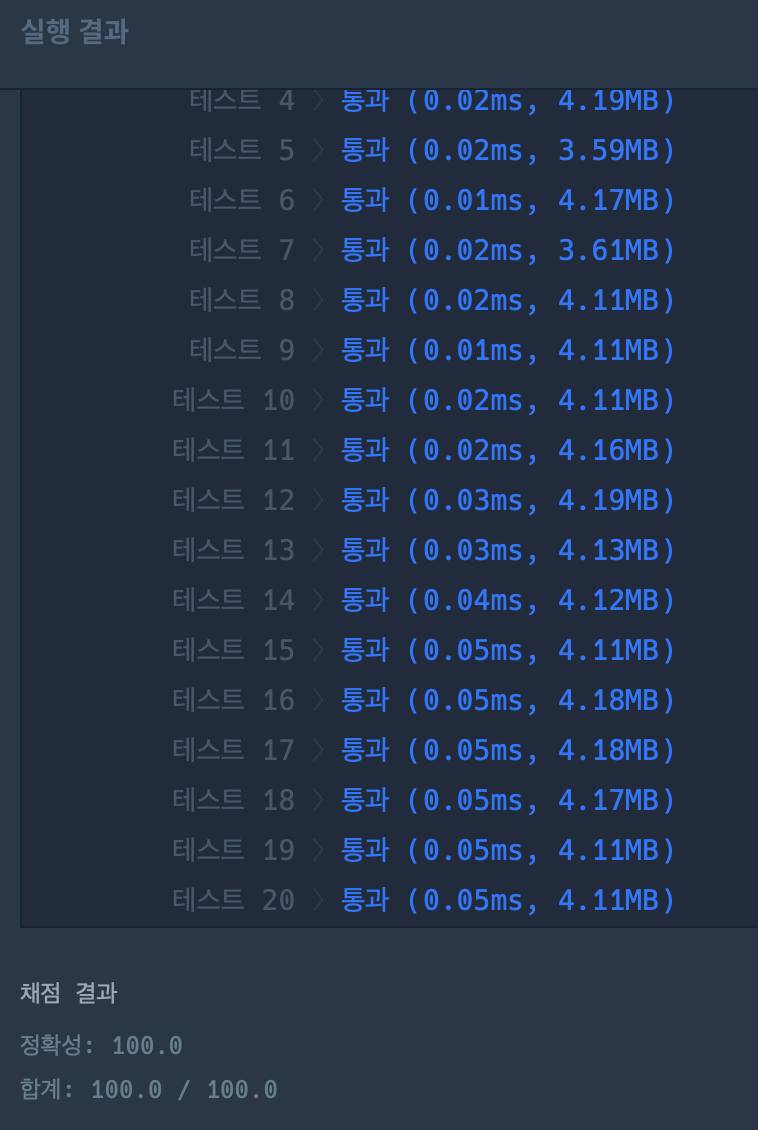 실행 결과
테스트 4 〉 통과 (0.02ms, 4.19MB)
테스트 5 〉 통과 (0.02ms, 3.59MB)
테스트 6 〉 통과 (0.01ms, 4.17MB)
테스트 7 〉 통과 (0.02ms, 3.61MB)
테스트 8 〉 통과 (0.02ms, 4.11MB)
테스트 9 〉 통과 (0.01ms, 4.11MB)
테스트 10 〉 통과 (0.02ms, 4.11MB)
테스트 11 〉 통과 (0.02ms, 4.16MB)
테스트 12 〉 통과 (0.03ms, 4.19MB)
테스트 13 〉 통과 (0.03ms, 4.13MB)
테스트 14 〉 통과 (0.04ms, 4.12MB)
테스트 15 〉 통과 (0.05ms, 4.11MB)
테스트 16 〉 통과 (0.05ms, 4.18MB)
테스트 17 〉 통과 (0.05ms, 4.18MB)
테스트 18 〉 통과 (0.05ms, 4.17MB)
테스트 19 〉 통과 (0.05ms, 4.11MB)
테스트 20 〉 통과 (0.05ms, 4.11MB)
채점 결과
정확성: 100.0
합계: 100.0 / 100.0